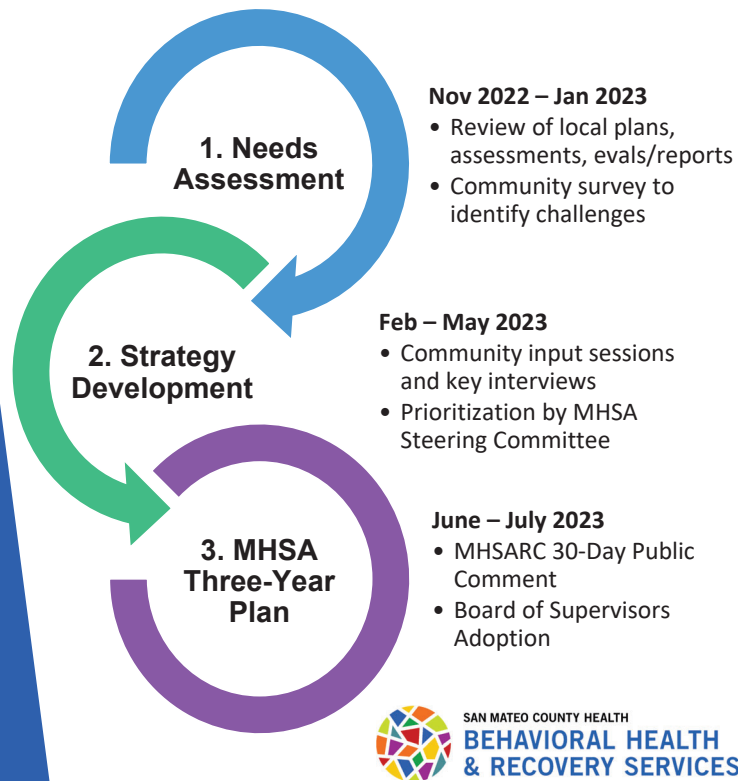 1. Needs
Assessment
Nov 2022 – Jan 2023
• Review of local plans,
assessments, evals/reports
• Community survey to
identify challenges
2. Strategy
Development
Feb – May 2023
• Community input sessions
and key interviews
• Prioritization by MHSA
Steering Committee
3. MHSA
Three-Year
Plan
June – July 2023
• MHSARC 30-Day Public
Comment
• Board of Supervisors
Adoption
SAN MATEO COUNTY HEALTH
BEHAVIORAL HEALTH
& RECOVERY SERVICES